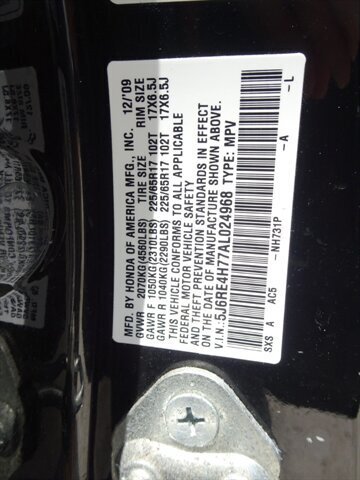 MFD. BY HONDA OF AMERICA MFG., INC. 12/'09
GVWR 2070KG(4560LBS) TIRE SIZE RIM SIZE
GAWR F 1050KG(2310LBS) 225/65R17 102T 17X6.5J
GAWR R 1040KG(2290LBS) 225/65R17 102T 17X6.5J
THIS VEHICLE CONFORMS TO ALL APPLICABLE
FEDERAL MOTOR VEHICLE SAFETY
AND THEFT PREVENTION STANDARDS IN EFFECT
ON THE DATE OF MANUFACTURE SHOWN ABOVE.
V.I.N.: 5J6RE4H77AL024968 TYPE: MPV
-NH731P -A -L
SXS A AC5